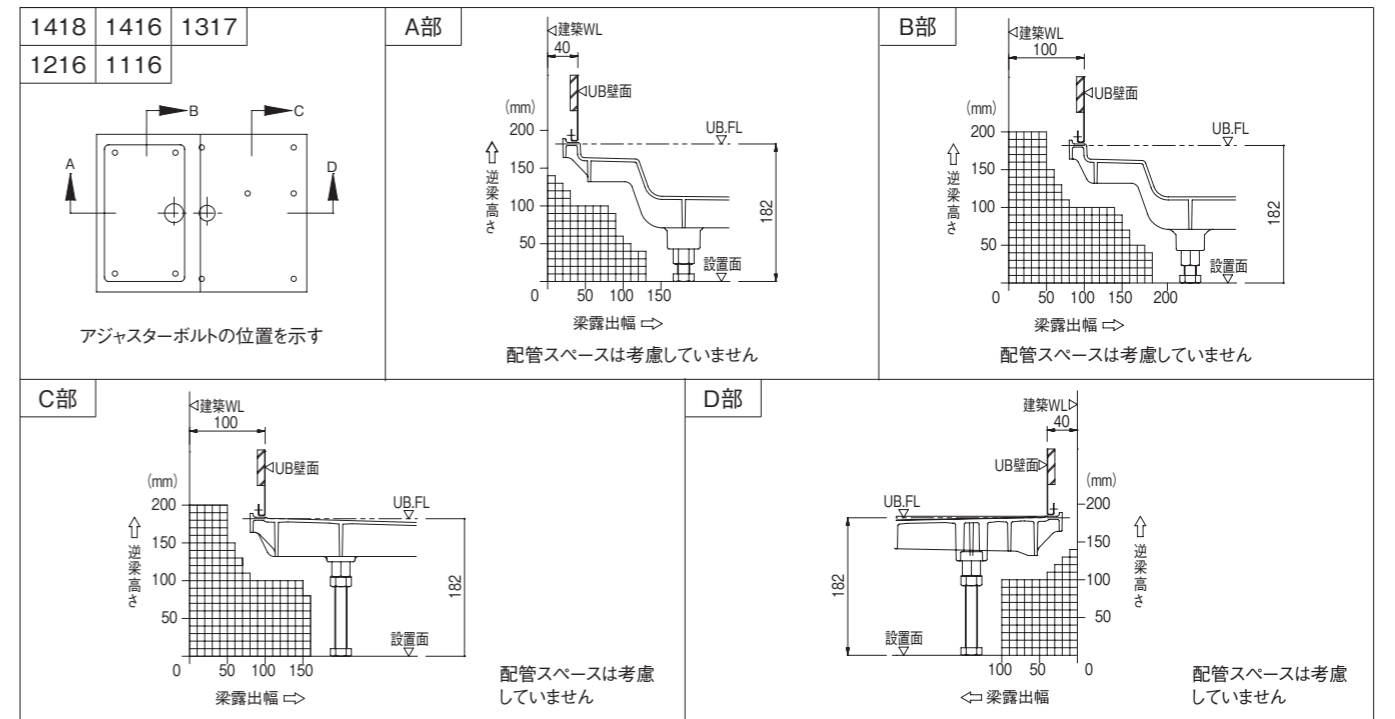 1418 1416 1317
1216 1116
B
C
A
D
アジャスターボルトの位置を示す
A部
建築WL
40
UB壁面
(mm)
UB.FL
200
150
100
50
逆梁高さ
182
設置面
0 50 100 150
梁露出幅
配管スペースは考慮していません
B部
建築WL
100
UB壁面
(mm)
UB.FL
200
150
100
50
逆梁高さ
182
設置面
0 50 100 150 200
梁露出幅
配管スペースは考慮していません
C部
建築WL
100
UB壁面
(mm)
UB.FL
200
150
100
50
逆梁高さ
182
設置面
0 50 100 150
梁露出幅
配管スペースは考慮
していません
D部
建築WL
40
UB壁面
(mm)
UB.FL
200
150
100
50
逆梁高さ
182
設置面
100 50 0
梁露出幅
配管スペースは考慮
していません